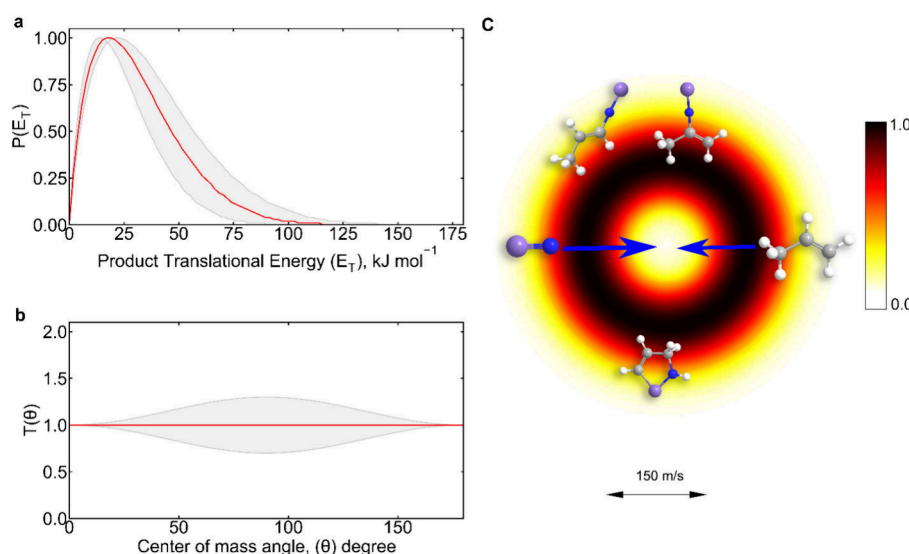 a
1.00
0.75
0.50
0.25
0.00
P(E_T)
0 25 50 75 100 125 150 175
Product Translational Energy (E_T), kJ mol⁻¹
b
2.0
1.5
1.0
0.5
0.0
T(θ)
0 50 100 150
Center of mass angle, (θ) degree
C
1.0
0.0
150 m/s